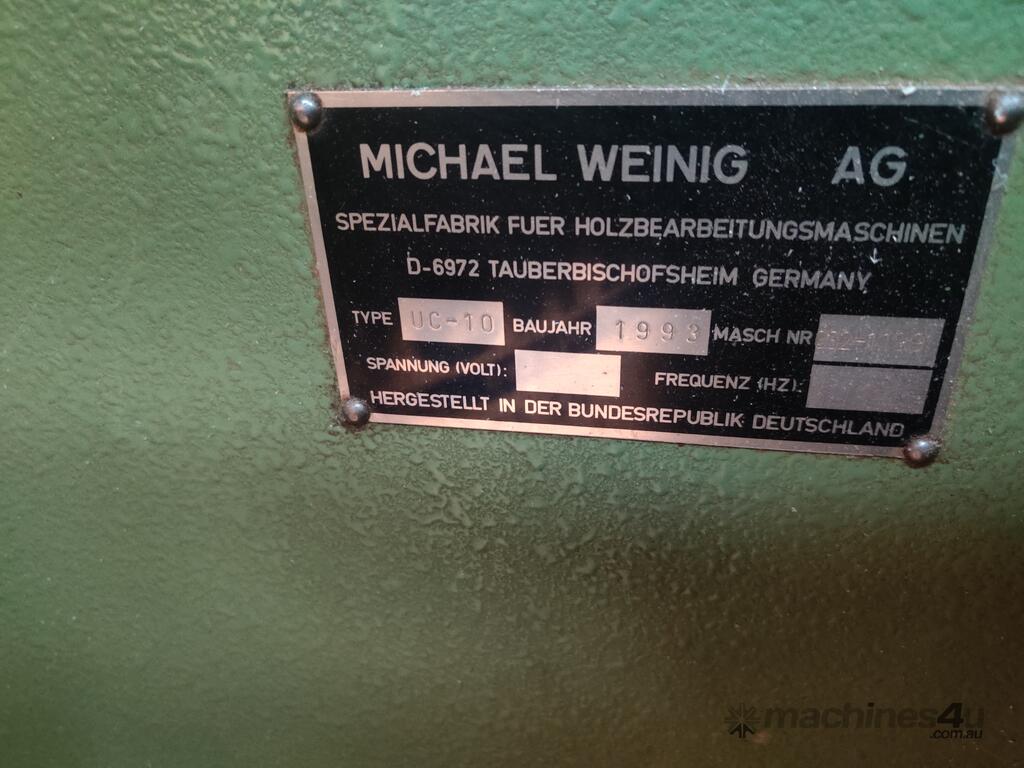 MICHAEL WEINIG AG
SPEZIALFABRIK FUER HOLZBEARBEITUNGSMASCHINEN
D-6972 TAUBERBISCHOFSHEIM GERMANY
TYPE UC-10 BAUJAHR 1993 MASCH NR
SPANNUNG (VOLT): FREQUENZ (HZ):
HERGESTELLT IN DER BUNDESREPUBLIK DEUTSCHLAND
machines4u
.com.au